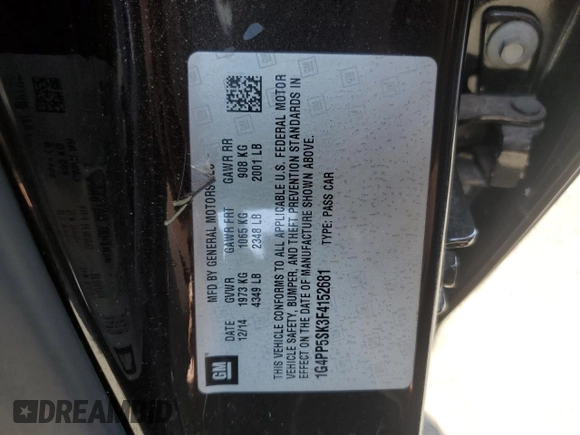 MFD BY GENERAL MOTORS LLC
DATE GVWR GAWR FRT GAWR RR
12/14 1973 KG 1065 KG 908 KG
4349 LB 2348 LB 2001 LB
THIS VEHICLE CONFORMS TO ALL APPLICABLE U.S. FEDERAL MOTOR
VEHICLE SAFETY, BUMPER, AND THEFT PREVENTION STANDARDS IN
EFFECT ON THE DATE OF MANUFACTURE SHOWN ABOVE.
1G4PP5SK3F4152681 TYPE: PASS CAR
GM
DREAMBID